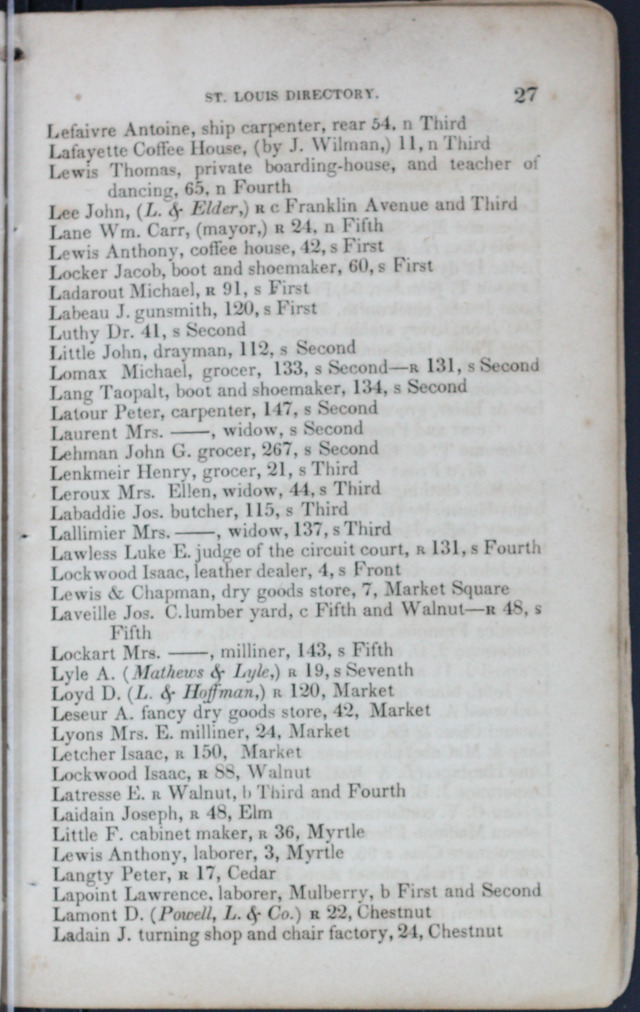 ST. LOUIS DIRECTORY. 27
Lefaivre Antoine, ship carpenter, rear 54, n Third
Lafayette Coffee House, (by J. Wilman,) 11, n Third
Lewis Thomas, private boarding-house, and teacher of
dancing, 65, n Fourth
Lee John, (L. & Elder,) R c Franklin Avenue and Third
Lane Wm. Carr, (mayor,) R 24, n Fifth
Lewis Anthony, coffee house, 42, s First
Locker Jacob, boot and shoemaker, 60, s First
Ladarout Michael, R 91, s First
Labeau J. gunsmith, 120, s First
Luthy Dr. 41, s Second
Little John, drayman, 112, s Second
Lomax Michael, grocer, 133, s Second—R 131, s Second
Lang Taopalt, boot and shoemaker, 134, s Second
Latour Peter, carpenter, 147, s Second
Laurent Mrs. ——, widow, s Second
Lehman John G. grocer, 267, s Second
Lenkmeir Henry, grocer, 21, s Third
Leroux Mrs. Ellen, widow, 44, s Third
Labaddie Jos. butcher, 115, s Third
Lallimier Mrs. ——, widow, 137, s Third
Lawless Luke E. judge of the circuit court, R 131, s Fourth
Lockwood Isaac, leather dealer, 4, s Front
Lewis & Chapman, dry goods store, 7, Market Square
Laveille Jos. C. lumber yard, c Fifth and Walnut—R 48, s
Fifth
Lockart Mrs. ——, milliner, 143, s Fifth
Lyle A. (Mathews & Lyle,) R 19, s Seventh
Loyd D. (L. & Hoffman,) R 120, Market
Leseur A. fancy dry goods store, 42, Market
Lyons Mrs. E. milliner, 24, Market
Letcher Isaac, R 150, Market
Lockwood Isaac, R 88, Walnut
Latresse E. R Walnut, b Third and Fourth
Laidain Joseph, R 48, Elm
Little F. cabinet maker, R 36, Myrtle
Lewis Anthony, laborer, 3, Myrtle
Langty Peter, R 17, Cedar
Lapoint Lawrence, laborer, Mulberry, b First and Second
Lamont D. (Powell, L. & Co.) R 22, Chestnut
Ladain J. turning shop and chair factory, 24, Chestnut